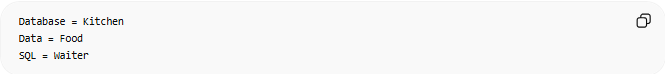 Database = Kitchen
Data = Food
SQL = Waiter